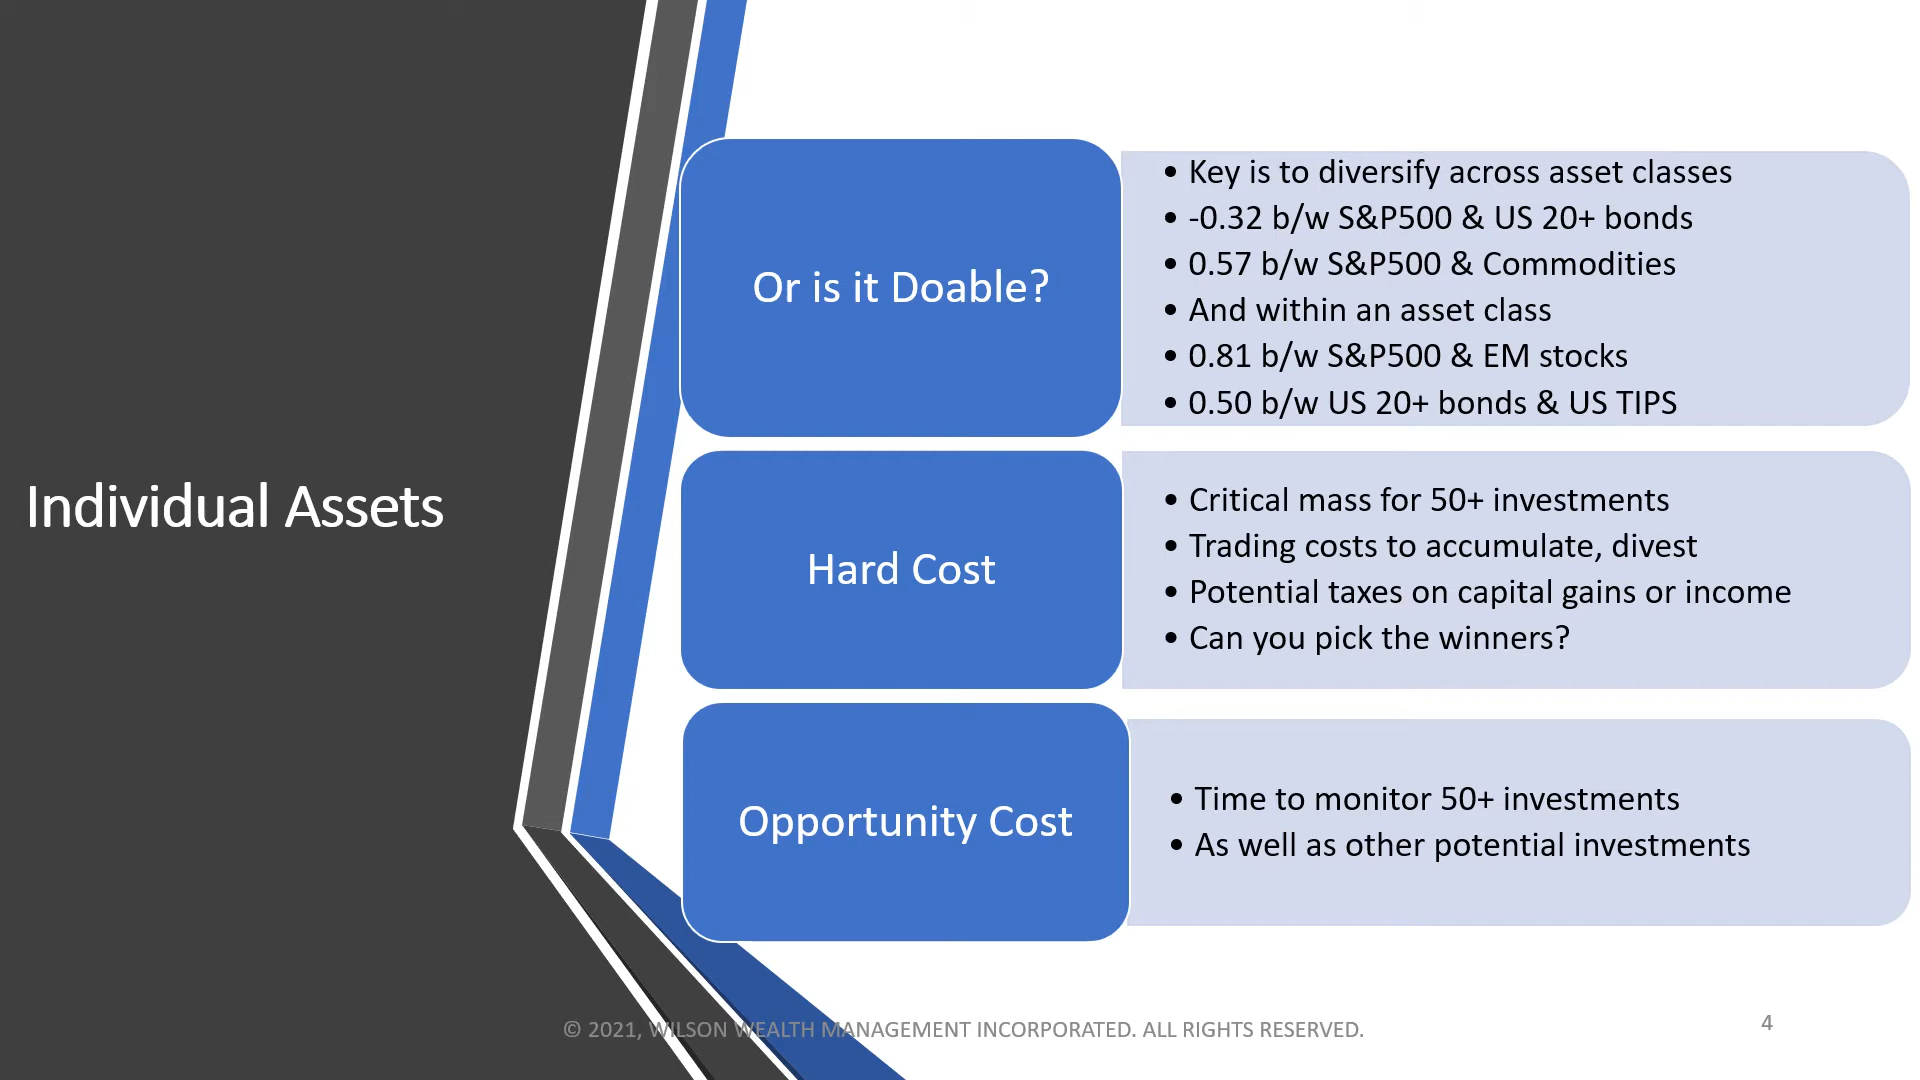 Individual Assets
Or is it Doable?
• Key is to diversify across asset classes
• -0.32 b/w S&P500 & US 20+ bonds
• 0.57 b/w S&P500 & Commodities
• And within an asset class
• 0.81 b/w S&P500 & EM stocks
• 0.50 b/w US 20+ bonds & US TIPS
Hard Cost
• Critical mass for 50+ investments
• Trading costs to accumulate, divest
• Potential taxes on capital gains or income
• Can you pick the winners?
Opportunity Cost
• Time to monitor 50+ investments
• As well as other potential investments
© 2021, WILSON WEALTH MANAGEMENT INCORPORATED. ALL RIGHTS RESERVED.
4